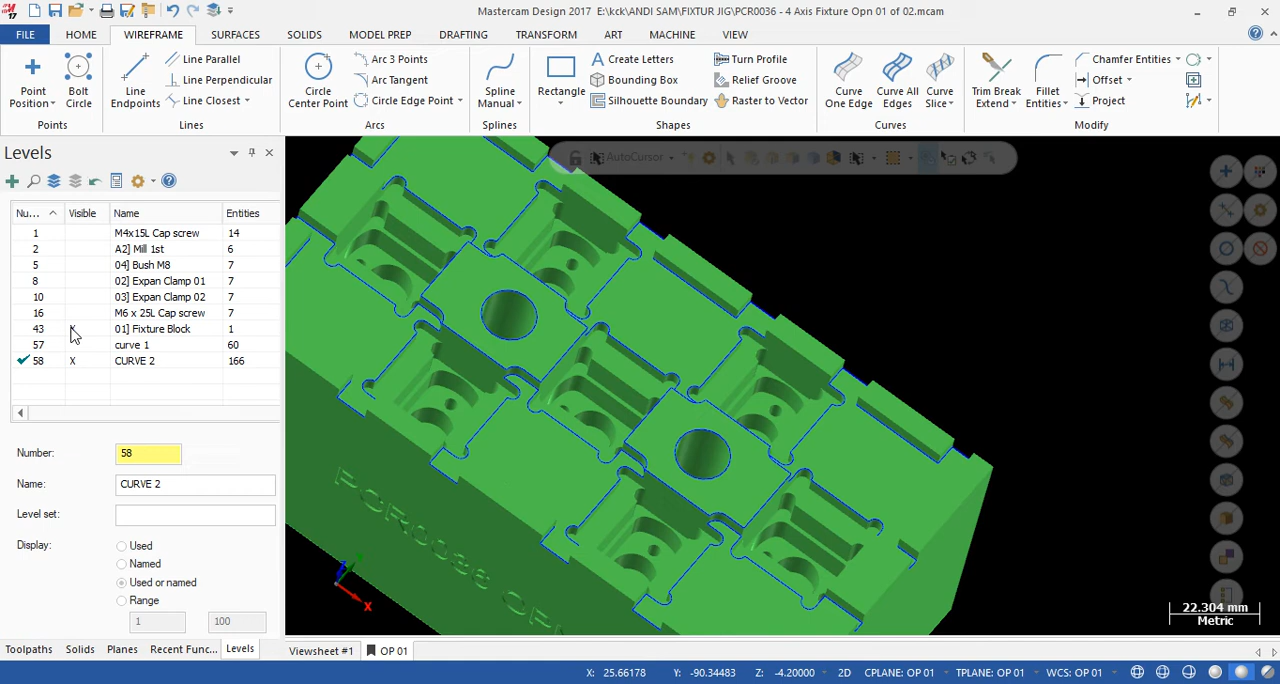 17
Mastercam Design 2017 - E:\kck\ANDI SAM\FIXTUR JIG\PCR0036 - 4 Axis Fixture Opn 01 of 02.mcam
FILE HOME WIREFRAME SURFACES SOLIDS MODEL PREP DRAFTING TRANSFORM ART MACHINE VIEW
Point Position
Bolt Circle
Points
Line Endpoints
Line Parallel
Line Perpendicular
Line Closest
Lines
Circle Center Point
Arc 3 Points
Arc Tangent
Circle Edge Point
Arcs
Spline Manual
Splines
Rectangle
Create Letters
Bounding Box
Silhouette Boundary
Turn Profile
Relief Groove
Raster to Vector
Shapes
Curve One Edge
Curve All Edges
Curve Slice
Curves
Trim Break Extend
Fillet Entities
Chamfer Entities
Offset
Project
Modify
Levels
AutoCursor
Nu... Visible Name Entities
1 M4x15L Cap screw 14
2 A2] Mill 1st 6
5 04] Bush M8 7
8 02] Expan Clamp 01 7
10 03] Expan Clamp 02 7
16 M6 x 25L Cap screw 7
43 X 01] Fixture Block 1
57 curve 1 60
58 X CURVE 2 166
Number: 58
Name: CURVE 2
Level set:
Display: Used
Named
Used or named
Range
1 100
PCR0036 OP
Z Y X
22.304 mm
Metric
Toolpaths Solids Planes Recent Func... Levels
Viewsheet #1 OP 01
X: 25.66178 Y: -90.34483 Z: -4.20000 2D CPLANE: OP 01 TPLANE: OP 01 WCS: OP 01